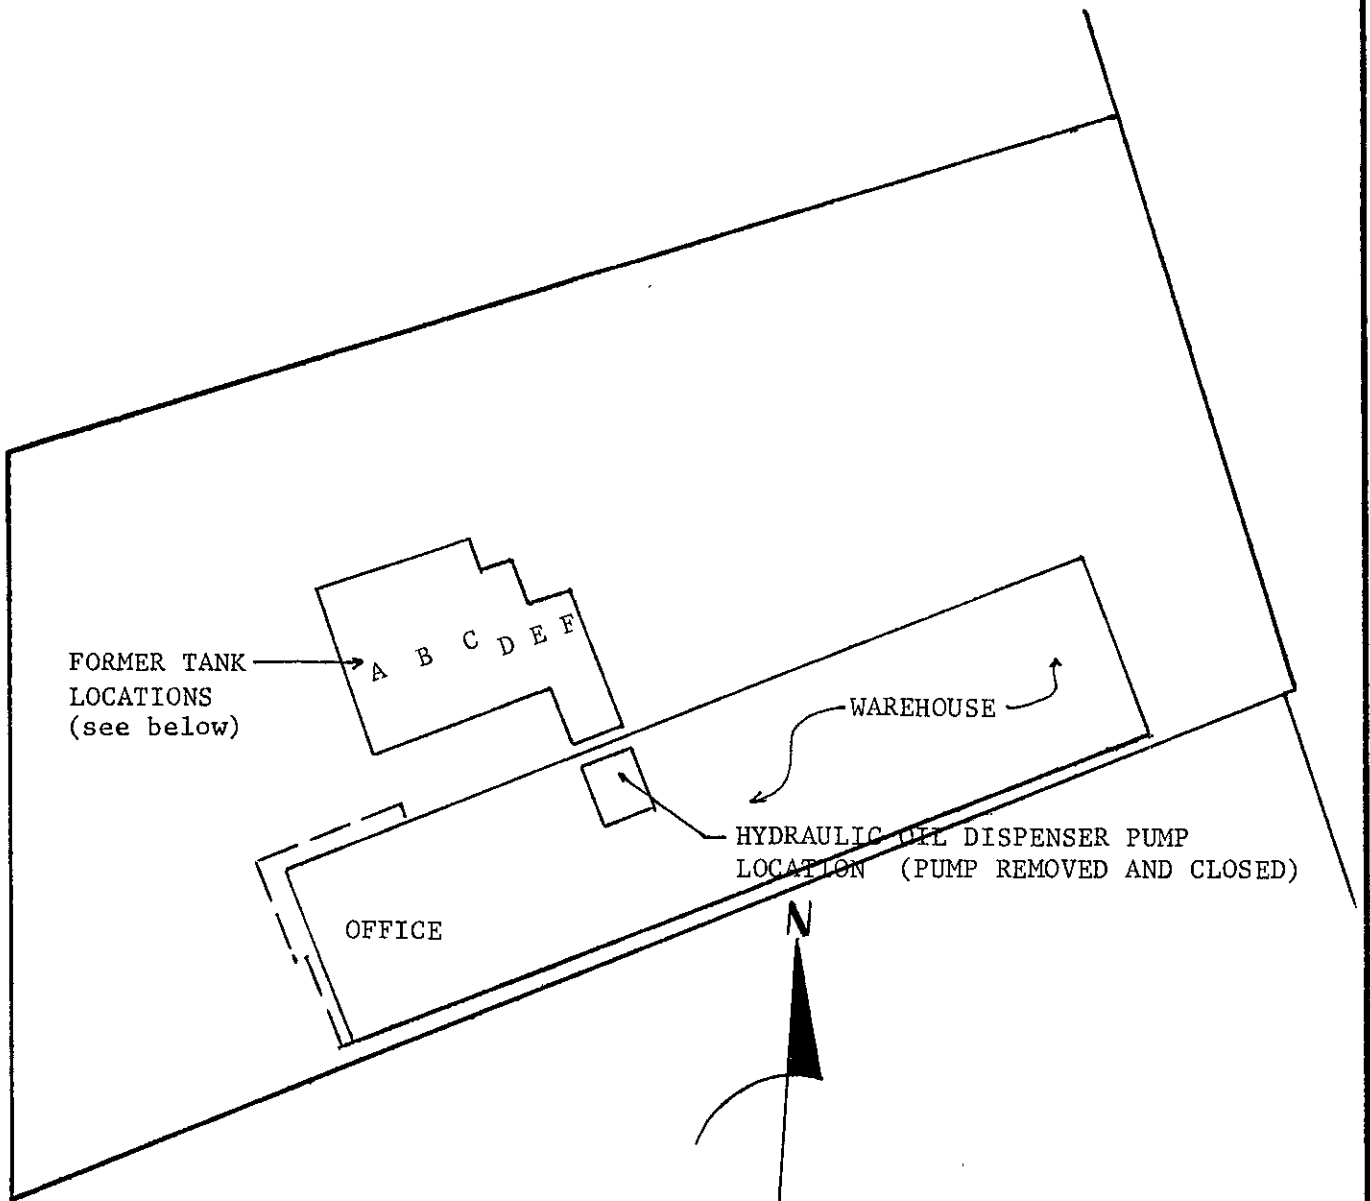 FORMER TANK
LOCATIONS
(see below)
A B C D E F
WAREHOUSE
HYDRAULIC OIL DISPENSER PUMP
LOCATION (PUMP REMOVED AND CLOSED)
OFFICE
N